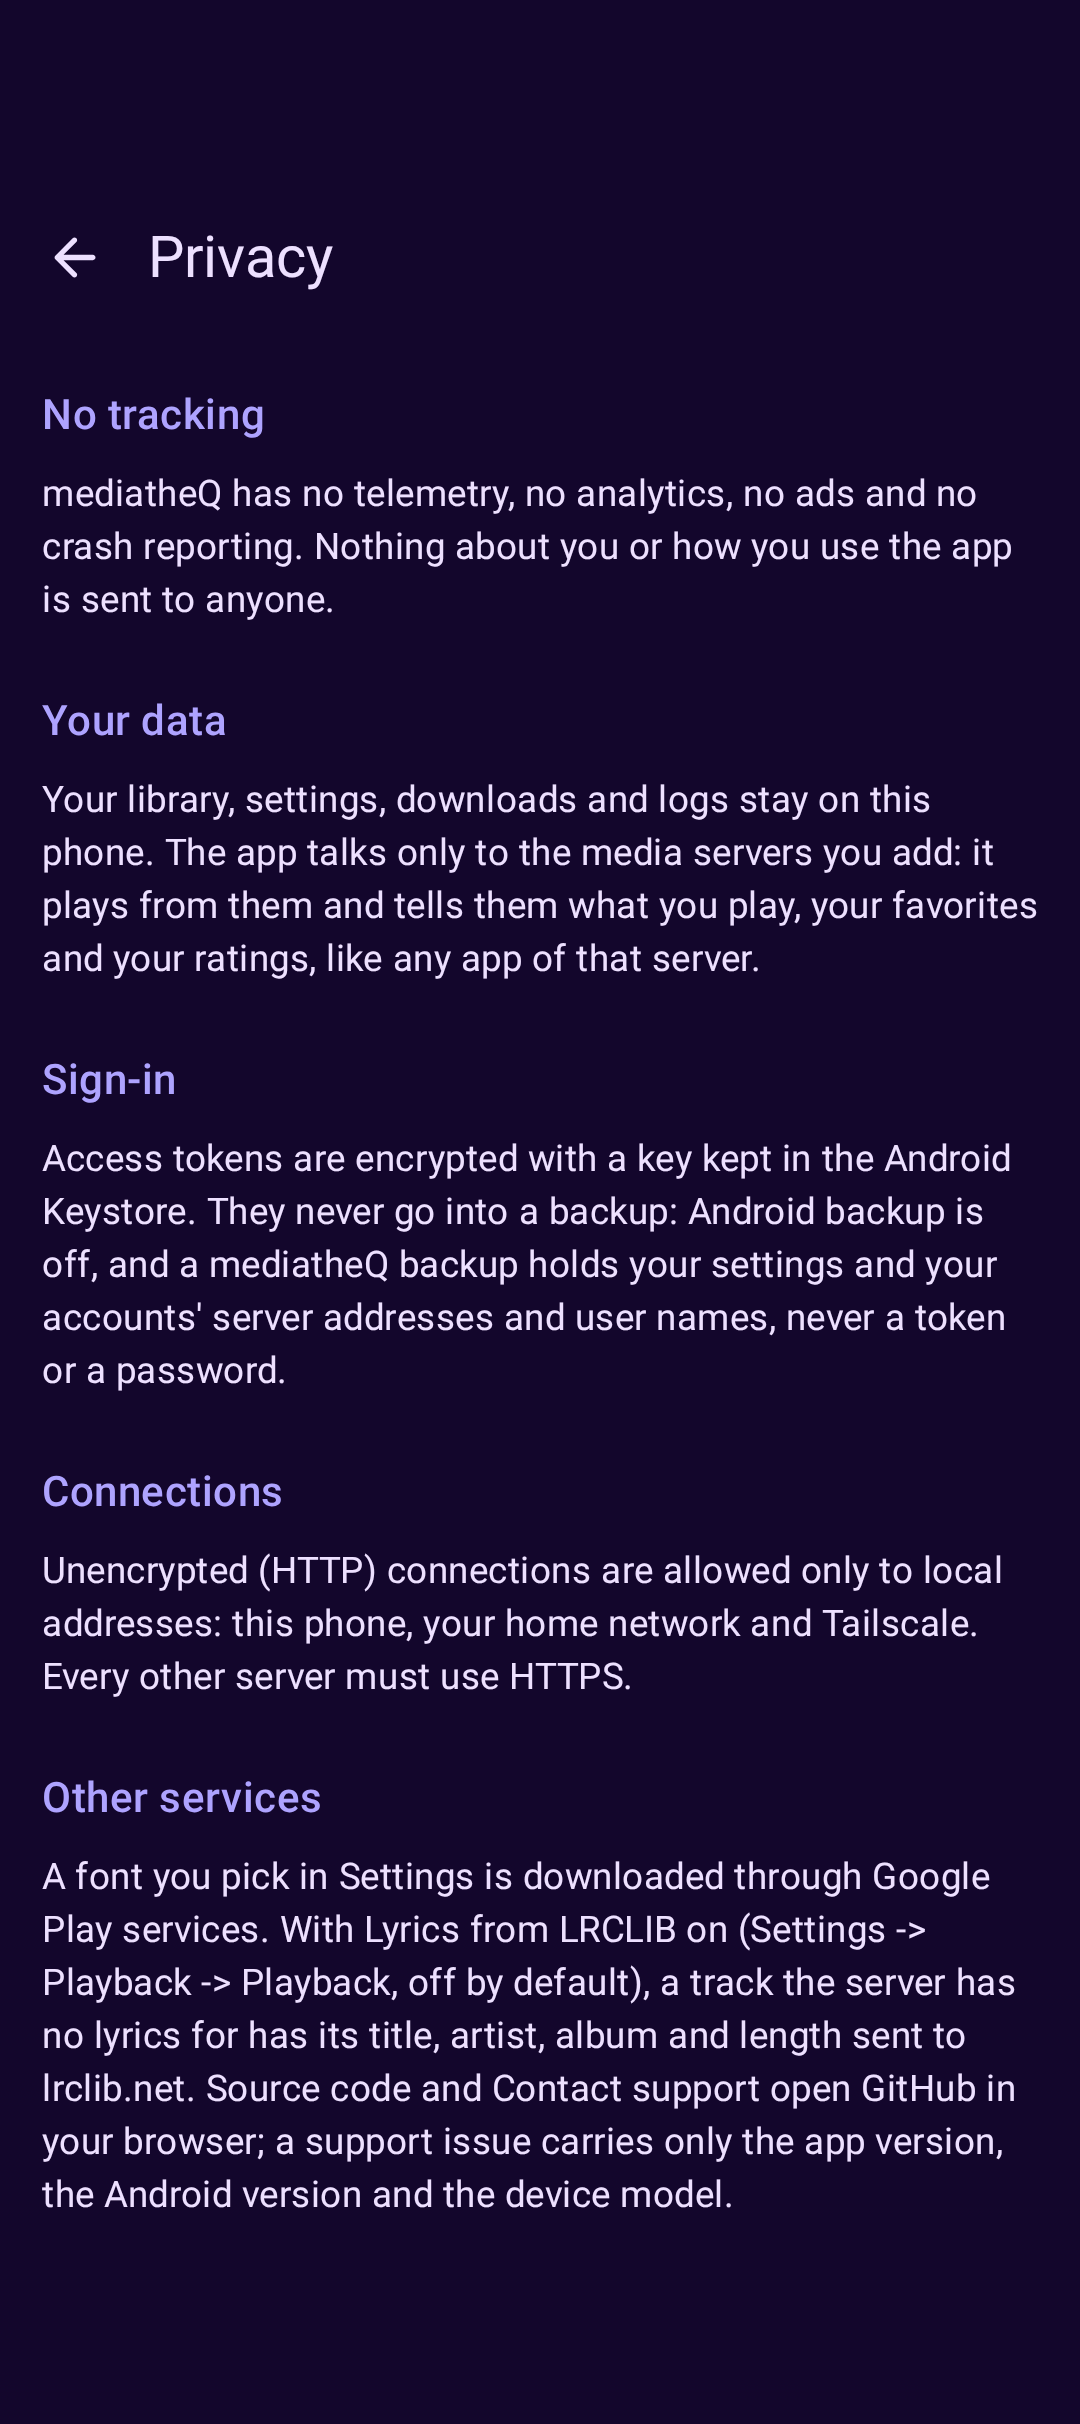 Privacy
No tracking
mediatheQ has no telemetry, no analytics, no ads and no
crash reporting. Nothing about you or how you use the app
is sent to anyone.
Your data
Your library, settings, downloads and logs stay on this
phone. The app talks only to the media servers you add: it
plays from them and tells them what you play, your favorites
and your ratings, like any app of that server.
Sign-in
Access tokens are encrypted with a key kept in the Android
Keystore. They never go into a backup: Android backup is
off, and a mediatheQ backup holds your settings and your
accounts' server addresses and user names, never a token
or a password.
Connections
Unencrypted (HTTP) connections are allowed only to local
addresses: this phone, your home network and Tailscale.
Every other server must use HTTPS.
Other services
A font you pick in Settings is downloaded through Google
Play services. With Lyrics from LRCLIB on (Settings ->
Playback -> Playback, off by default), a track the server has
no lyrics for has its title, artist, album and length sent to
lrclib.net. Source code and Contact support open GitHub in
your browser; a support issue carries only the app version,
the Android version and the device model.